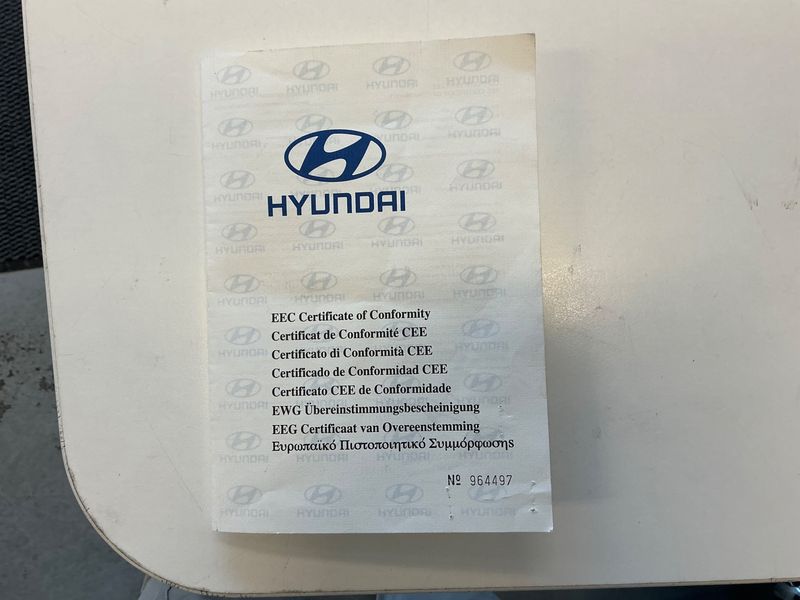 HYUNDAI
EEC Certificate of Conformity
Certificat de Conformité CEE
Certificato di Conformità CEE
Certificado de Conformidad CEE
Certificato CEE de Conformidade
EWG Übereinstimmungsbescheinigung
EEG Certificaat van Overeenstemming
Ευρωπαϊκό Πιστοποιητικό Συμμόρφωσης
Nº 964497